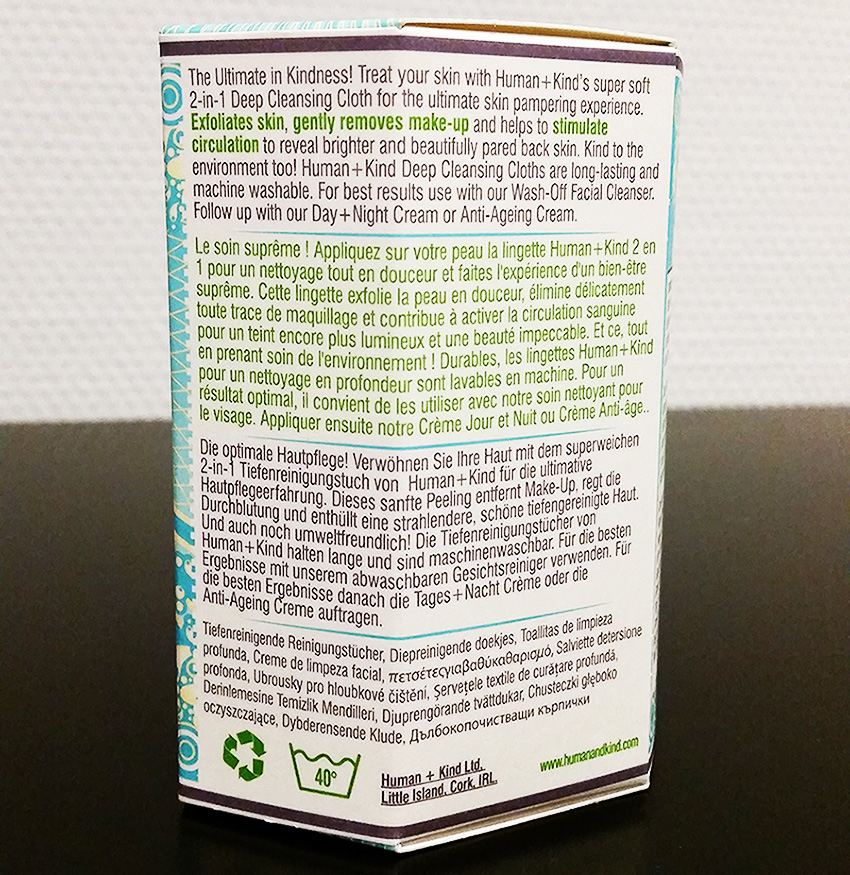 The Ultimate in Kindness! Treat your skin with Human+Kind's super soft
2-in-1 Deep Cleansing Cloth for the ultimate skin pampering experience.
Exfoliates skin, gently removes make-up and helps to stimulate
circulation to reveal brighter and beautifully pared back skin. Kind to the
environment too! Human+Kind Deep Cleansing Cloths are long-lasting and
machine washable. For best results use with our Wash-Off Facial Cleanser.
Follow up with our Day+Night Cream or Anti-Ageing Cream.
Le soin suprême ! Appliquez sur votre peau la lingette Human+Kind 2 en
1 pour un nettoyage tout en douceur et faites l'expérience d'un bien-être
suprême. Cette lingette exfolie la peau en douceur, élimine délicatement
toute trace de maquillage et contribue à activer la circulation sanguine
pour un teint encore plus lumineux et une beauté impeccable. Et ce, tout
en prenant soin de l'environnement ! Durables, les lingettes Human+Kind
pour un nettoyage en profondeur sont lavables en machine. Pour un
résultat optimal, il convient de les utiliser avec notre soin nettoyant pour
le visage. Appliquer ensuite notre Crème Jour et Nuit ou Crème Anti-âge..
Die optimale Hautpflege! Verwöhnen Sie Ihre Haut mit dem superweichen
2-in-1 Tiefenreinigungstuch von Human+Kind für die ultimative
Hautpflegeerfahrung. Dieses sanfte Peeling entfernt Make-Up, regt die
Durchblutung und enthüllt eine strahlendere, schöne tiefengereinigte Haut.
Und auch noch umweltfreundlich! Die Tiefenreinigungstücher von
Human+Kind halten lange und sind maschinenwaschbar. Für die besten
Ergebnisse mit unserem abwaschbaren Gesichtsreiniger verwenden. Für
die besten Ergebnisse danach die Tages+Nacht Crème oder die
Anti-Ageing Creme auftragen.
Tiefenreinigende Reinigungstücher, Diepreinigende doekjes, Toallitas de limpieza
profunda, Creme de limpeza facial, πετσέτεςγιαβαθύκαθαρισμό, Salviette detersione
profonda, Ubrousky pro hloubkové čištění, Șervețele textile de curățare profundă,
Derinlemesine Temizlik Mendilleri, Djuprengörande tvättdukar, Chusteczki głęboko
oczyszczające, Dybderensende Klude, Дълбокопочистващи кърпички
40°
Human + Kind Ltd.
Little Island, Cork, IRL.
www.humanandkind.com